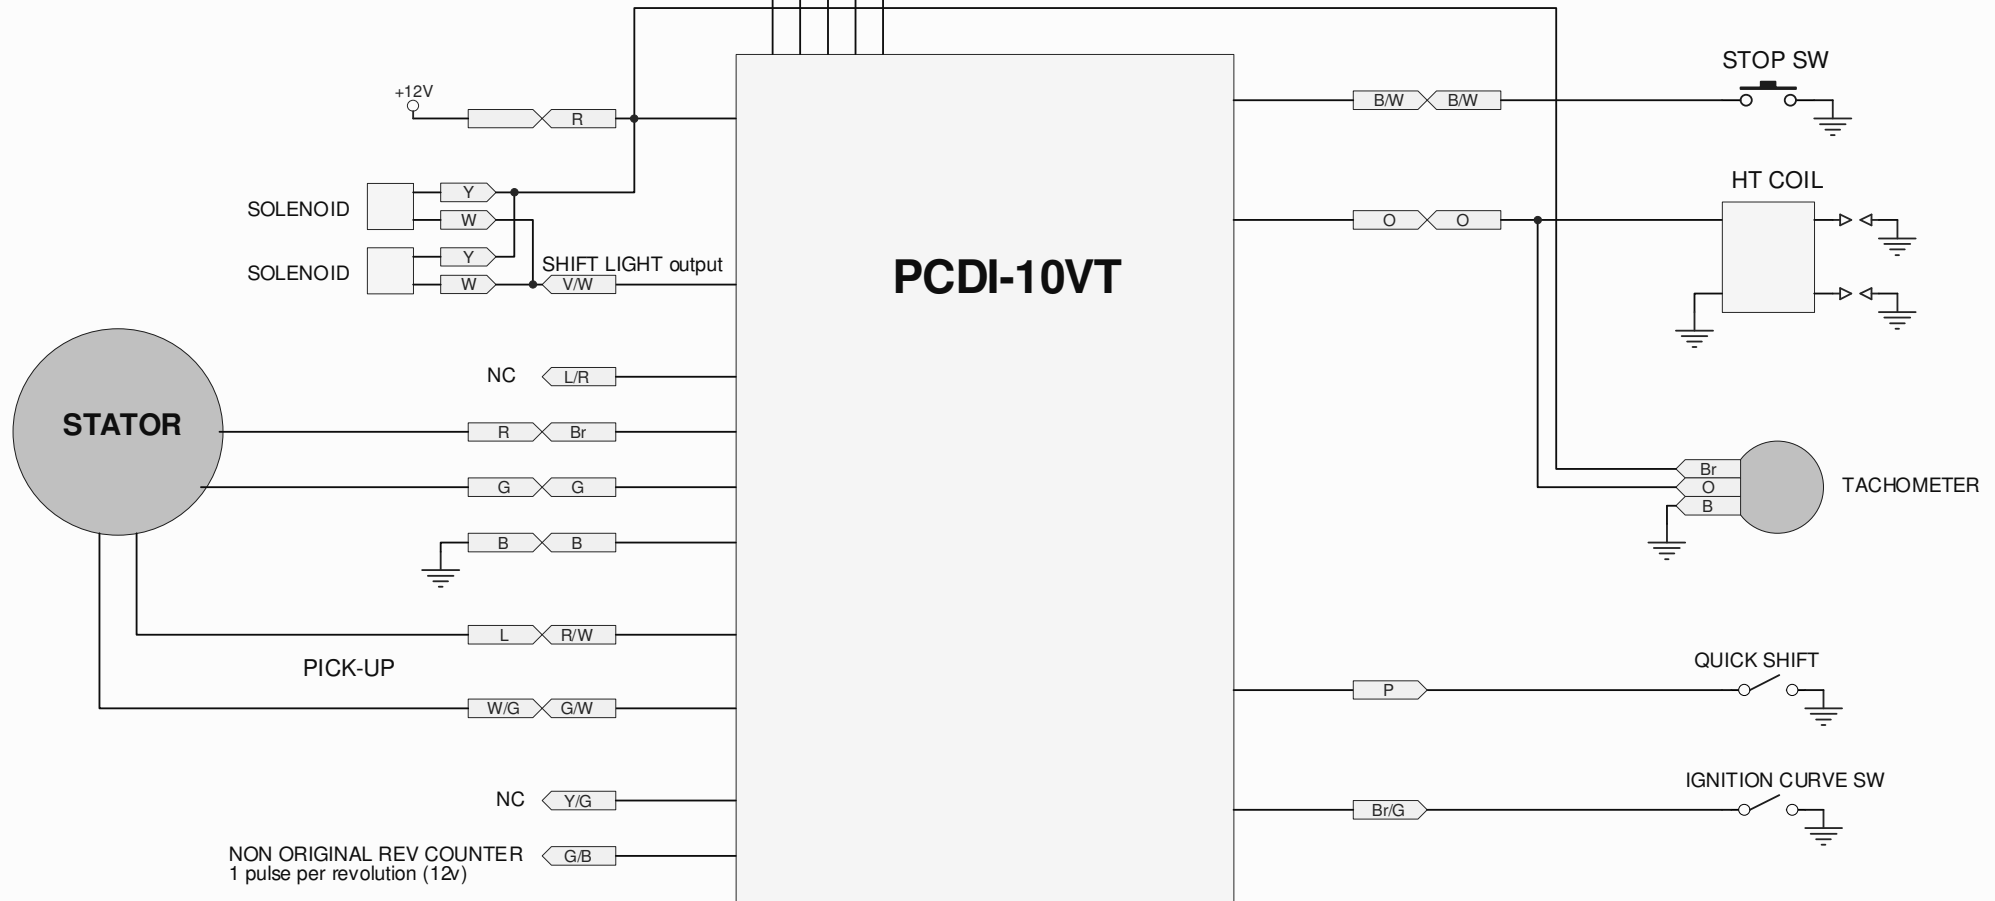 +12V
R
SOLENOID
Y
W
SOLENOID
Y
W
SHIFT LIGHT output
V/W
NC
L/R
STATOR
R
Br
G
G
B
B
L
R/W
PICK-UP
W/G
G/W
NC
Y/G
NON ORIGINAL REV COUNTER
1 pulse per revolution (12v)
G/B
PCDI-10VT
B/W
B/W
STOP SW
O
O
HT COIL
Br
O
B
TACHOMETER
P
QUICK SHIFT
Br/G
IGNITION CURVE SW